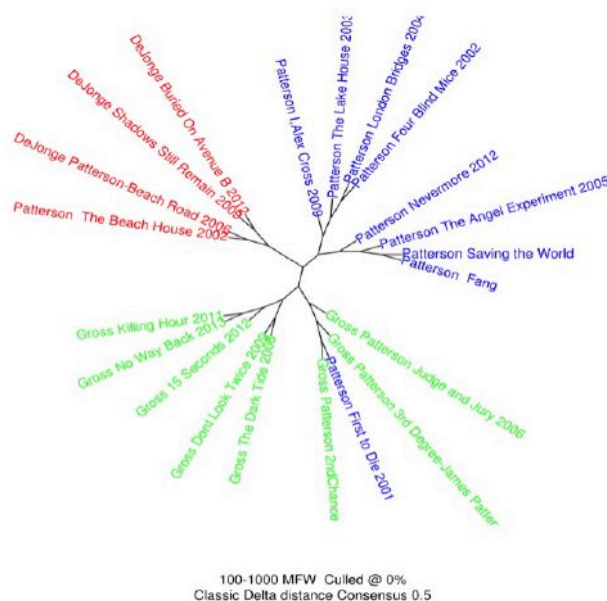 DeJonge Buried On Avenue B 2012
DeJonge Shadows Still Remain 2008
DeJonge Patterson-Beach Road 2006
Patterson The Beach House 2002
Patterson I, Alex Cross 2009
Patterson The Lake House 2003
Patterson London Bridges 2004
Patterson Four Blind Mice 2002
Patterson Nevermore 2012
Patterson The Angel Experiment 2005
Patterson Saving the World
Patterson Fang
Gross Killing Hour 2011
Gross No Way Back 2013
Gross 15 Seconds 2012
Gross Dont Look Twice
Gross The Dark Tide 2008
Gross Patterson 2ndChance
Patterson First to Die 2001
Gross Patterson 3rd Degree-James Patter
Gross Patterson Judge and Jury 2006
100-1000 MFW Culled @ 0%
Classic Delta distance Consensus 0.5